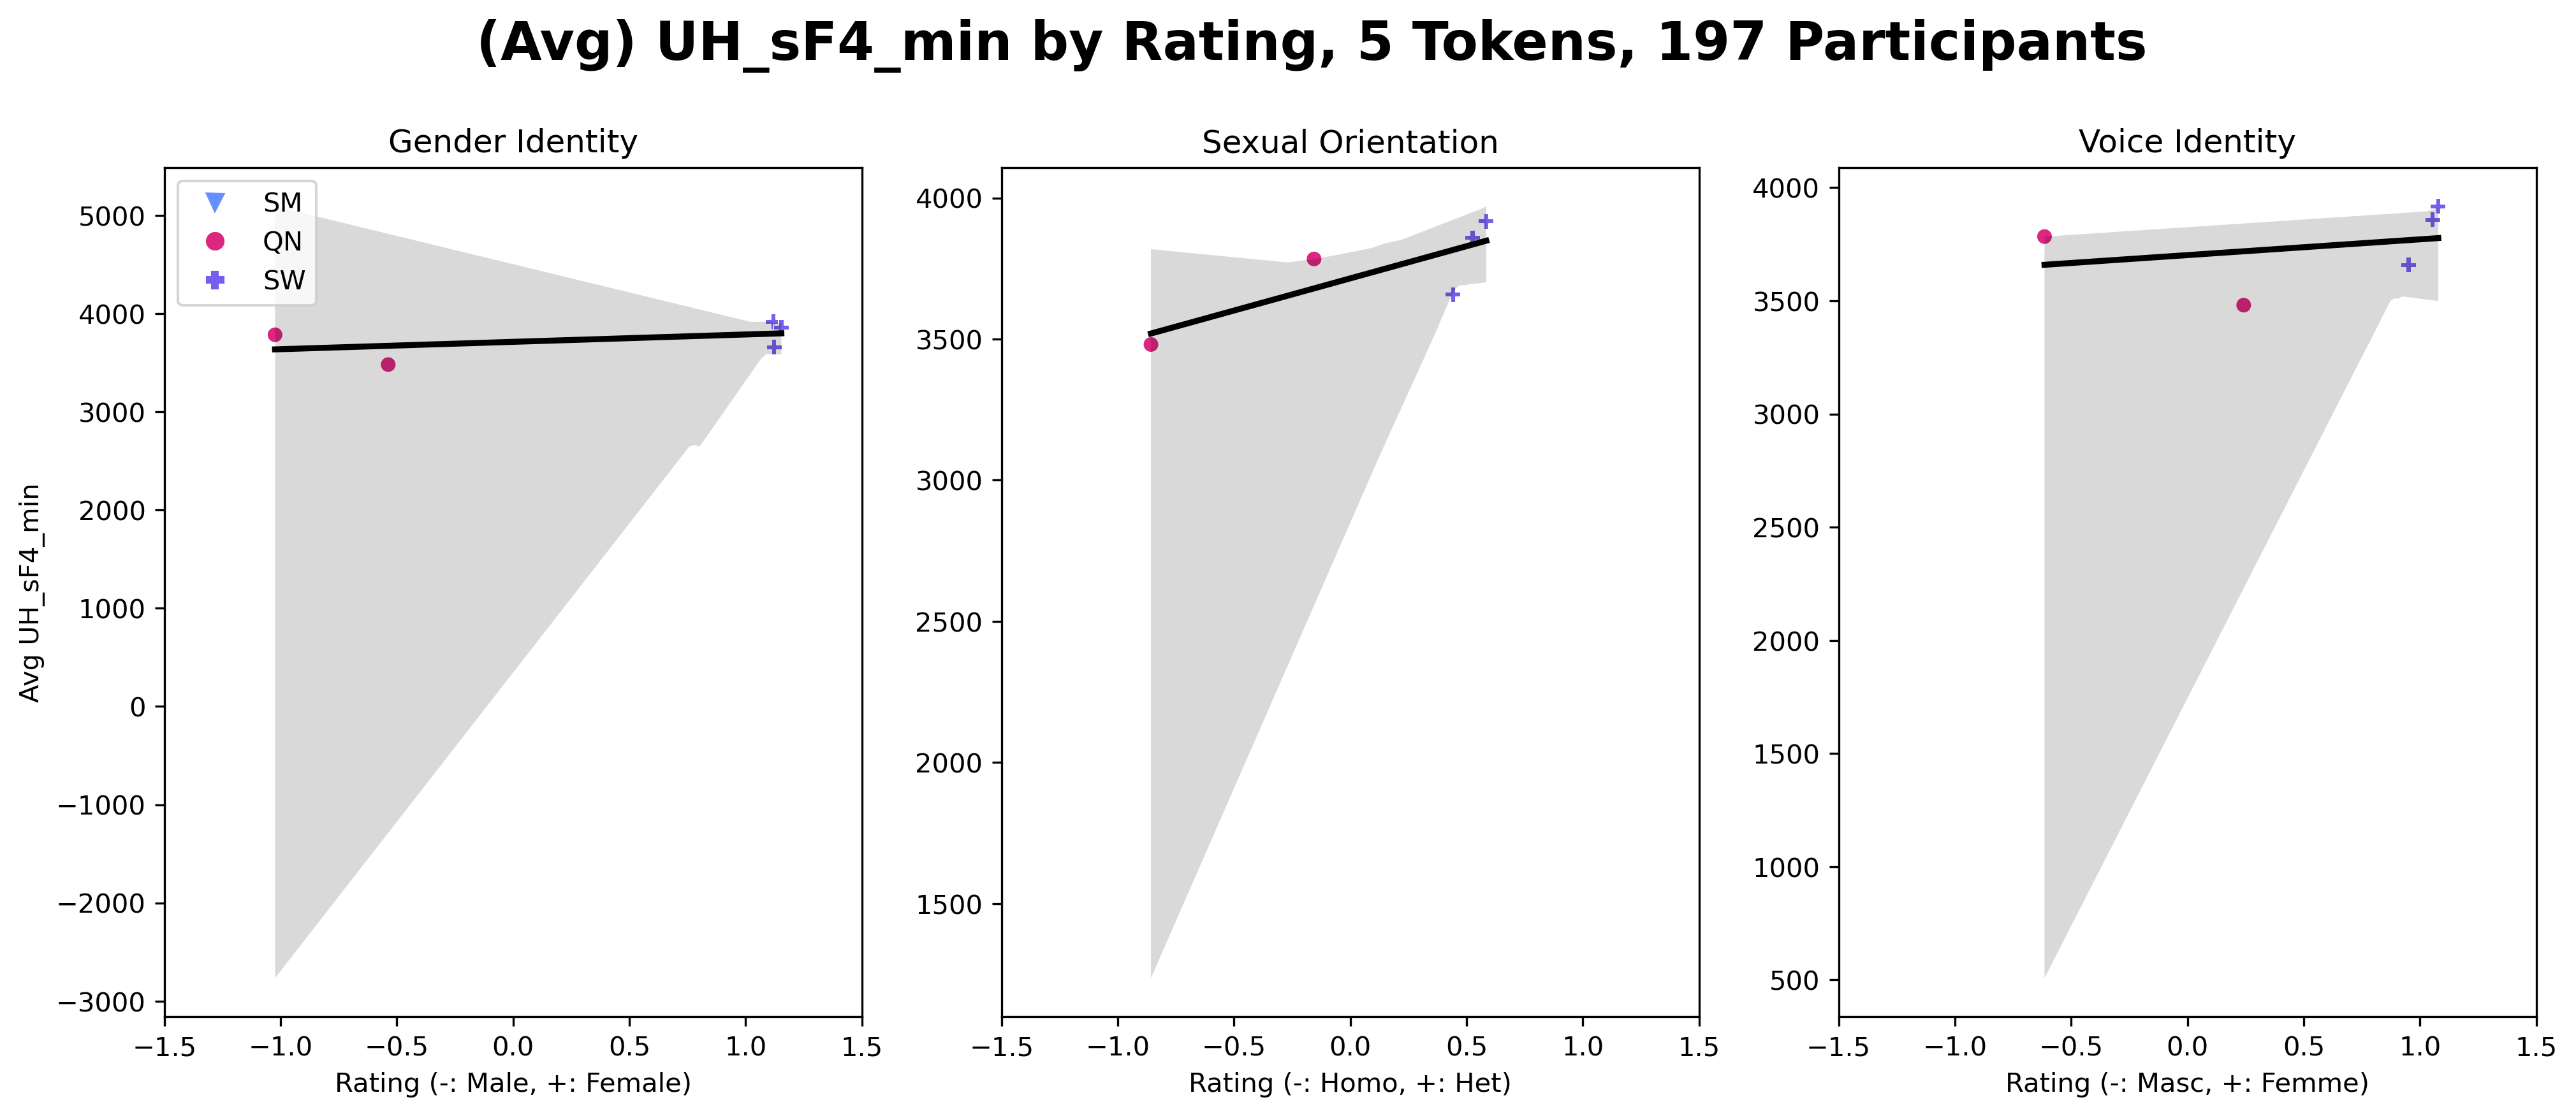 (Avg) UH_sF4_min by Rating, 5 Tokens, 197 Participants
Gender Identity
SM
QN
SW
5000
4000
3000
2000
1000
0
−1000
−2000
−3000
Avg UH_sF4_min
−1.5 −1.0 −0.5 0.0 0.5 1.0 1.5
Rating (-: Male, +: Female)
Sexual Orientation
4000
3500
3000
2500
2000
1500
−1.5 −1.0 −0.5 0.0 0.5 1.0 1.5
Rating (-: Homo, +: Het)
Voice Identity
4000
3500
3000
2500
2000
1500
1000
500
−1.5 −1.0 −0.5 0.0 0.5 1.0 1.5
Rating (-: Masc, +: Femme)